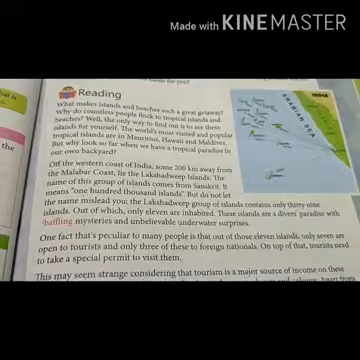 Made with KINEMASTER
Reading
What makes islands and beaches such a great getaway?
Why do countless people flock to tropical islands and
beaches? Well, the only way to find out is to see these
islands for yourself. The world's most visited and popular
tropical islands are in Mauritius, Hawaii and Maldives.
But why look so far when we have a tropical paradise in
our own backyard?
Off the western coast of India, some 200 km away from
the Malabar Coast, lie the Lakshadweep Islands. The
name of this group of islands comes from Sanskrit. It
means "one hundred thousand islands." But do not let
the name mislead you; the Lakshadweep group of islands contains only thirty nine
islands. Out of which, only eleven are inhabited. These islands are a divers' paradise with
baffling mysteries and unbelievable underwater surprises.
One fact that's peculiar to many people is that out of those eleven islands, only seven are
open to tourists and only three of these to foreign nationals. On top of that, tourists need
to take a special permit to visit them.
This may seem strange considering that tourism is a major source of income on these
the
INDIA
ARABIAN SEA